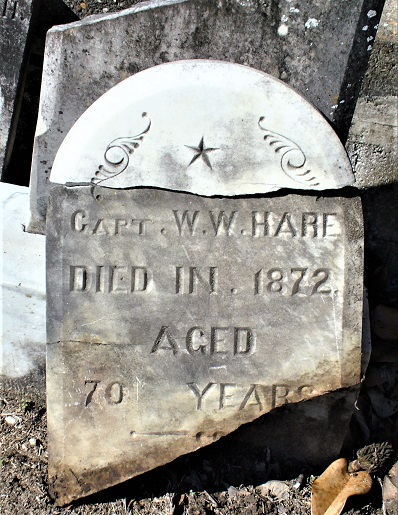 CAPT. W.W. HARE
DIED IN. 1872.
AGED
70 YEARS